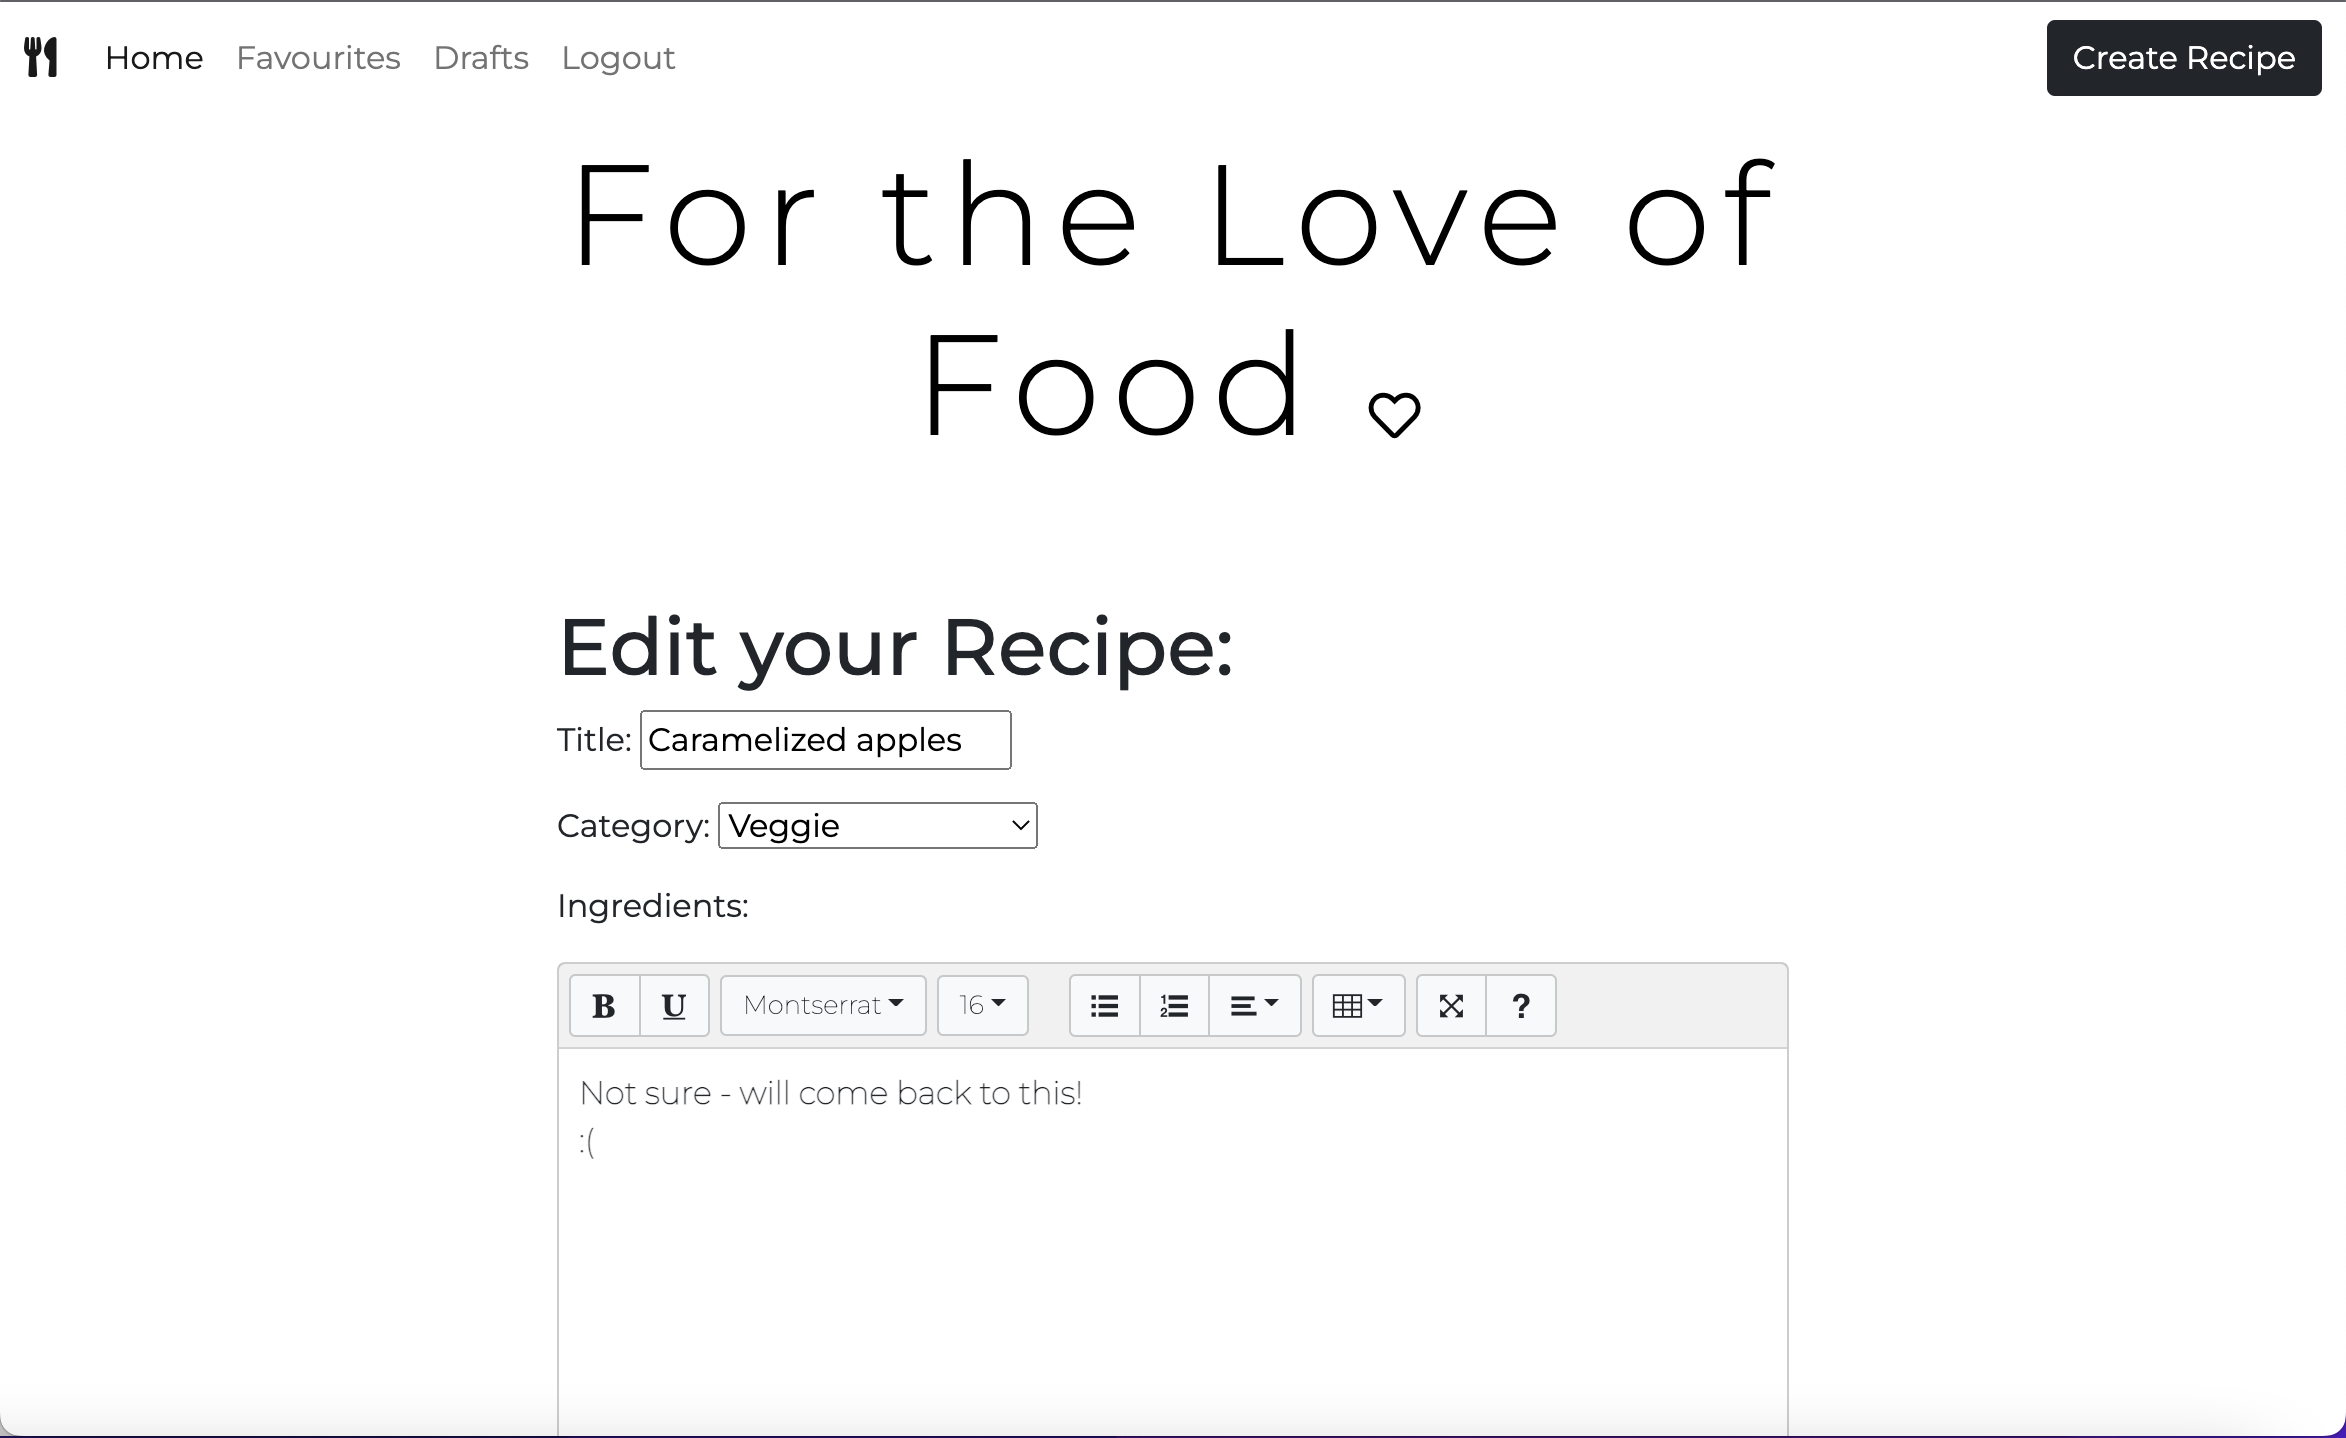 Home Favourites Drafts Logout Create Recipe
For the Love of
Food
Edit your Recipe:
Title: Caramelized apples
Category: Veggie
Ingredients:
B U Montserrat 16 ?
Not sure - will come back to this!
:(